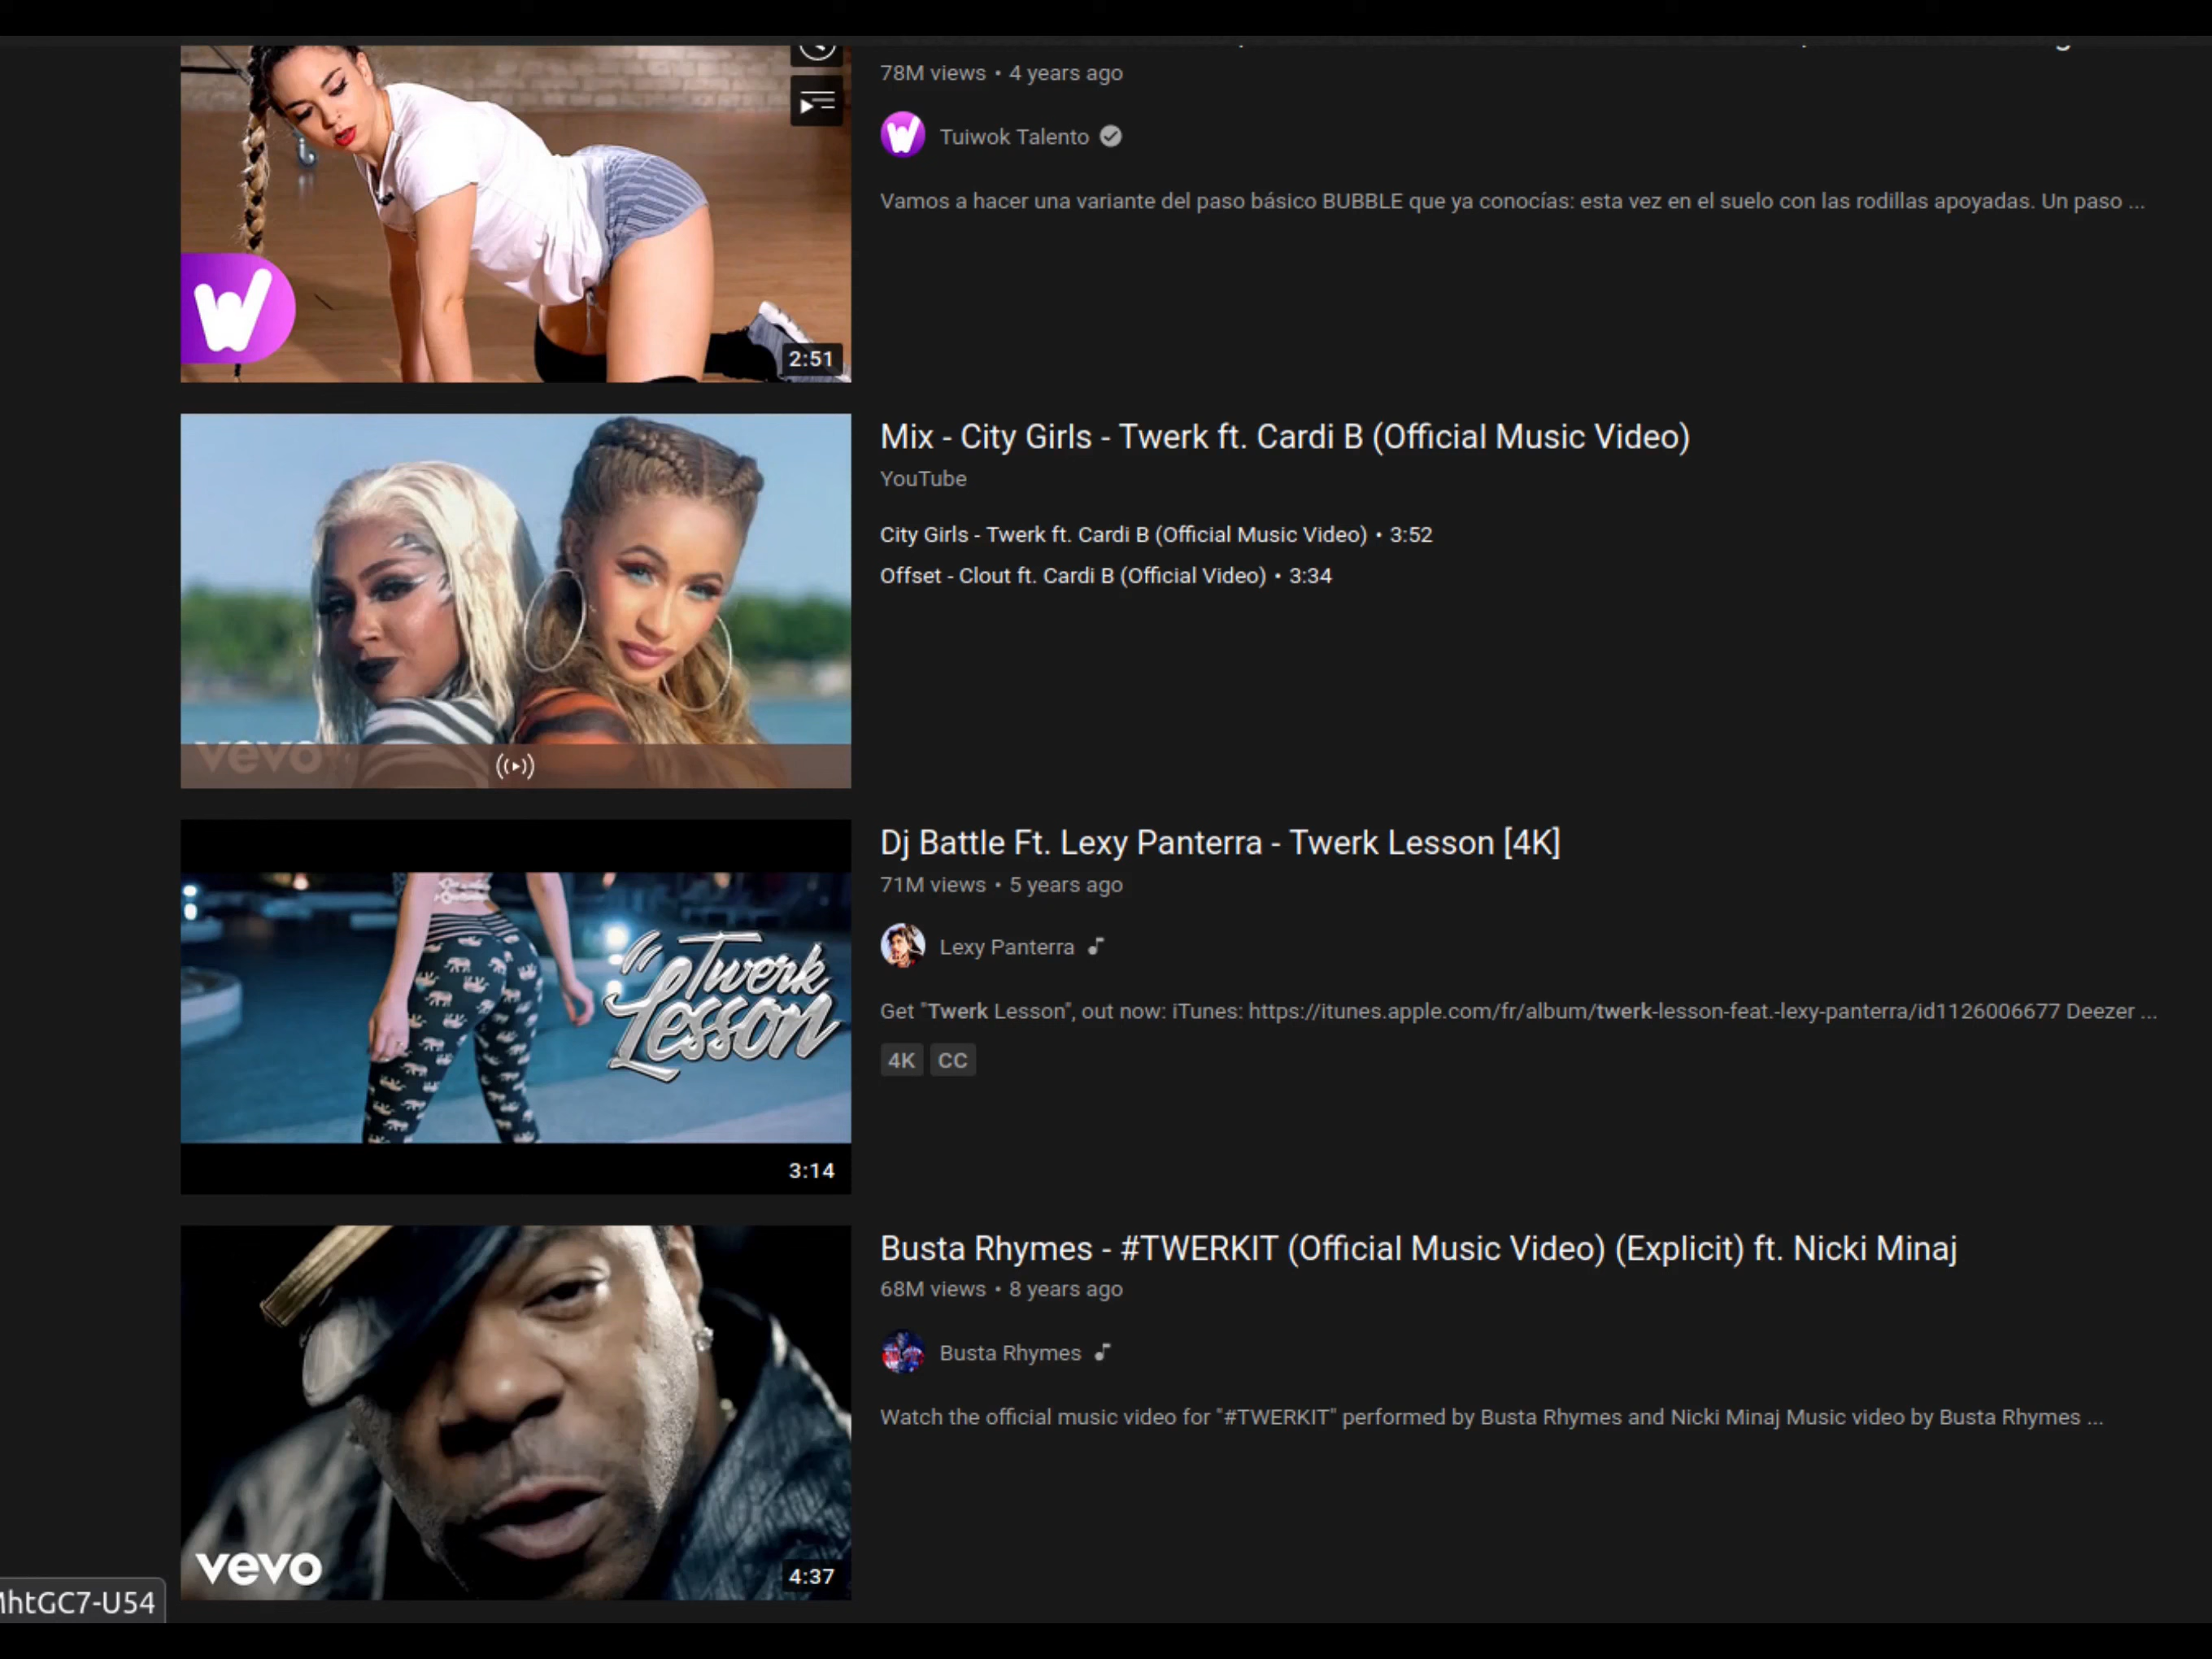 78M views • 4 years ago
Tuiwok Talento
Vamos a hacer una variante del paso básico BUBBLE que ya conocías: esta vez en el suelo con las rodillas apoyadas. Un paso ...
W
2:51
Mix - City Girls - Twerk ft. Cardi B (Official Music Video)
YouTube
City Girls - Twerk ft. Cardi B (Official Music Video) • 3:52
Offset - Clout ft. Cardi B (Official Video) • 3:34
vevo
Dj Battle Ft. Lexy Panterra - Twerk Lesson [4K]
71M views • 5 years ago
Lexy Panterra
Get "Twerk Lesson", out now: iTunes: https://itunes.apple.com/fr/album/twerk-lesson-feat.-lexy-panterra/id1126006677 Deezer ...
4K CC
"Twerk
Lesson
3:14
Busta Rhymes - #TWERKIT (Official Music Video) (Explicit) ft. Nicki Minaj
68M views • 8 years ago
Busta Rhymes
Watch the official music video for "#TWERKIT" performed by Busta Rhymes and Nicki Minaj Music video by Busta Rhymes ...
vevo
4:37
htGC7-U54